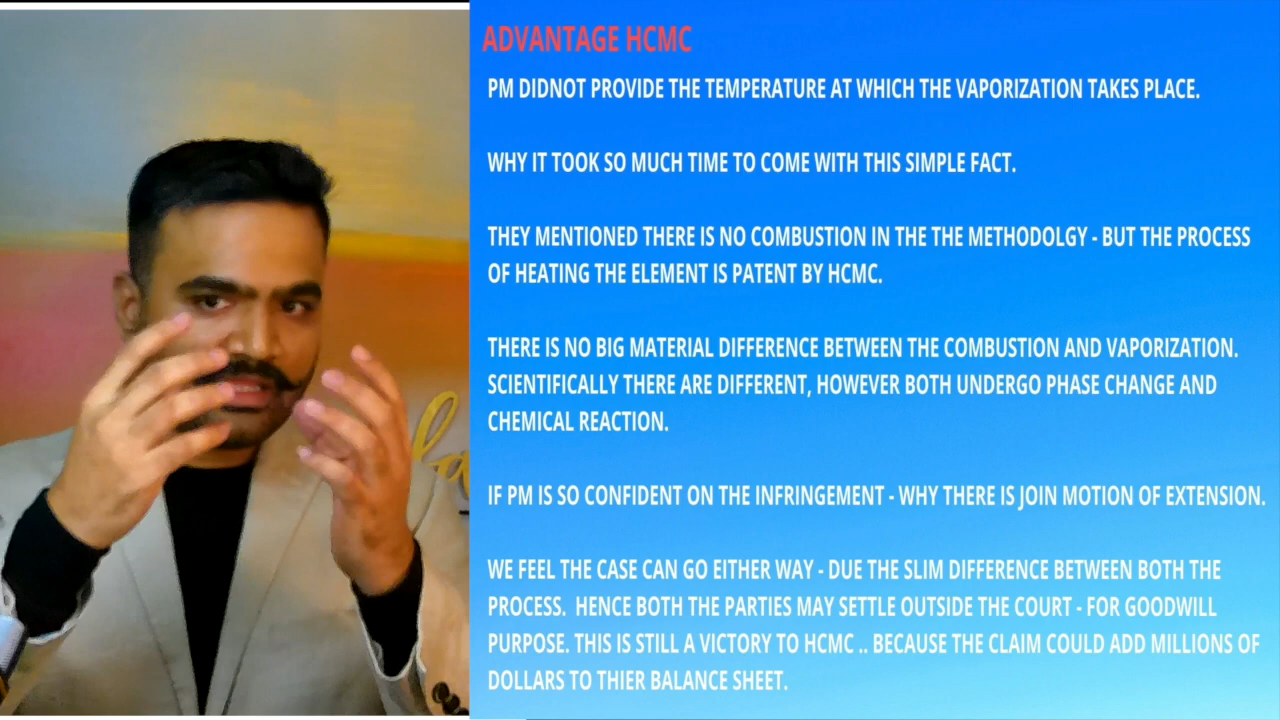 ADVANTAGE HCMC
PM DIDNOT PROVIDE THE TEMPERATURE AT WHICH THE VAPORIZATION TAKES PLACE.
WHY IT TOOK SO MUCH TIME TO COME WITH THIS SIMPLE FACT.
THEY MENTIONED THERE IS NO COMBUSTION IN THE THE METHODOLGY - BUT THE PROCESS
OF HEATING THE ELEMENT IS PATENT BY HCMC.
THERE IS NO BIG MATERIAL DIFFERENCE BETWEEN THE COMBUSTION AND VAPORIZATION.
SCIENTIFICALLY THERE ARE DIFFERENT, HOWEVER BOTH UNDERGO PHASE CHANGE AND
CHEMICAL REACTION.
IF PM IS SO CONFIDENT ON THE INFRINGEMENT - WHY THERE IS JOIN MOTION OF EXTENSION.
WE FEEL THE CASE CAN GO EITHER WAY - DUE THE SLIM DIFFERENCE BETWEEN BOTH THE
PROCESS. HENCE BOTH THE PARTIES MAY SETTLE OUTSIDE THE COURT - FOR GOODWILL
PURPOSE. THIS IS STILL A VICTORY TO HCMC .. BECAUSE THE CLAIM COULD ADD MILLIONS OF
DOLLARS TO THIER BALANCE SHEET.